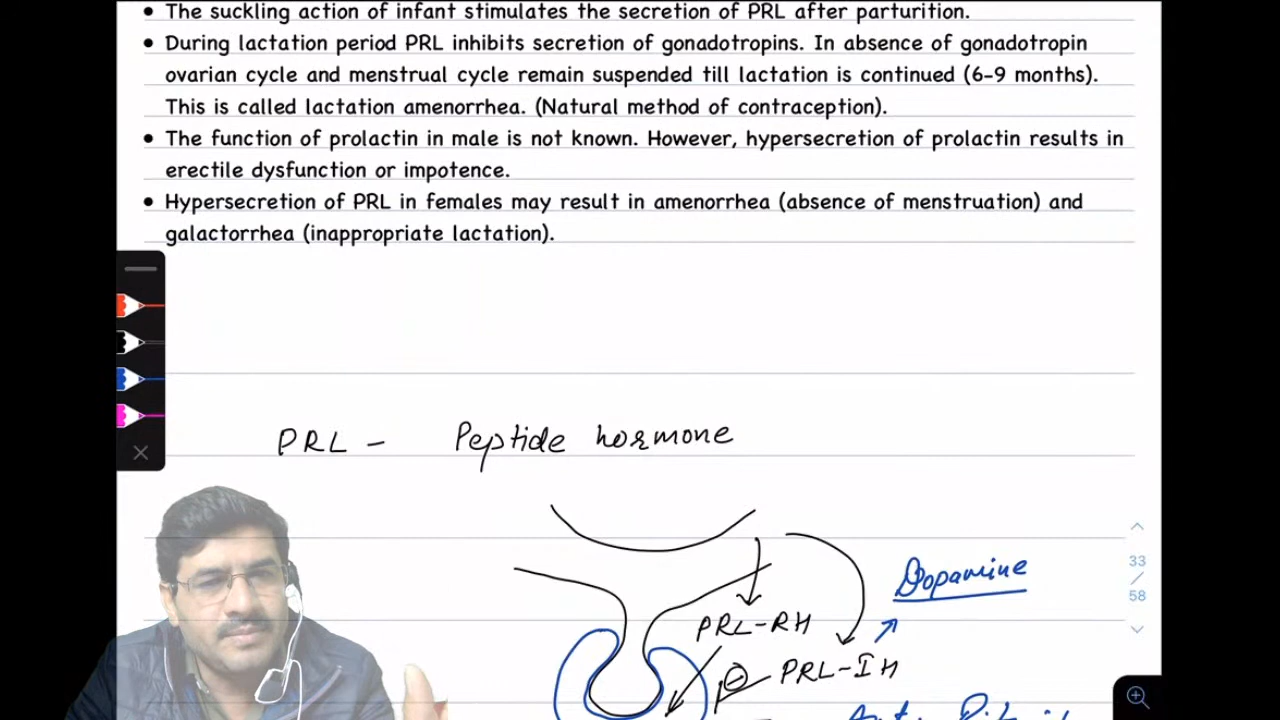 • The suckling action of infant stimulates the secretion of PRL after parturition.
• During lactation period PRL inhibits secretion of gonadotropins. In absence of gonadotropin
ovarian cycle and menstrual cycle remain suspended till lactation is continued (6-9 months).
This is called lactation amenorrhea. (Natural method of contraception).
• The function of prolactin in male is not known. However, hypersecretion of prolactin results in
erectile dysfunction or impotence.
• Hypersecretion of PRL in females may result in amenorrhea (absence of menstruation) and
galactorrhea (inappropriate lactation).
PRL - Peptide hormone
33
/
58
Dopamine
PRL-RH
⊖ PRL-IH